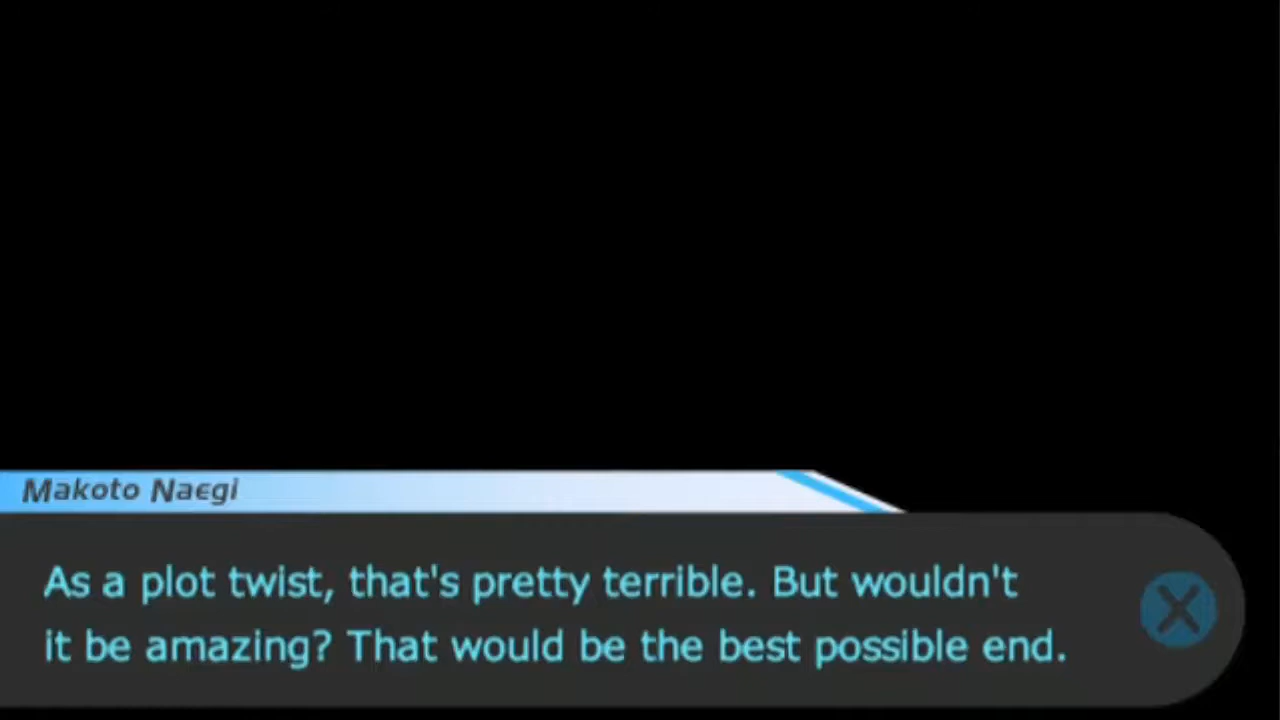 Makoto Naegi
As a plot twist, that's pretty terrible. But wouldn't
it be amazing? That would be the best possible end.